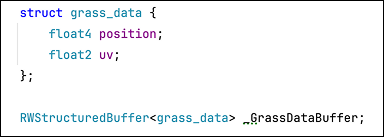 struct grass_data {
float4 position;
float2 uv;
};
RWStructuredBuffer<grass_data> _GrassDataBuffer;